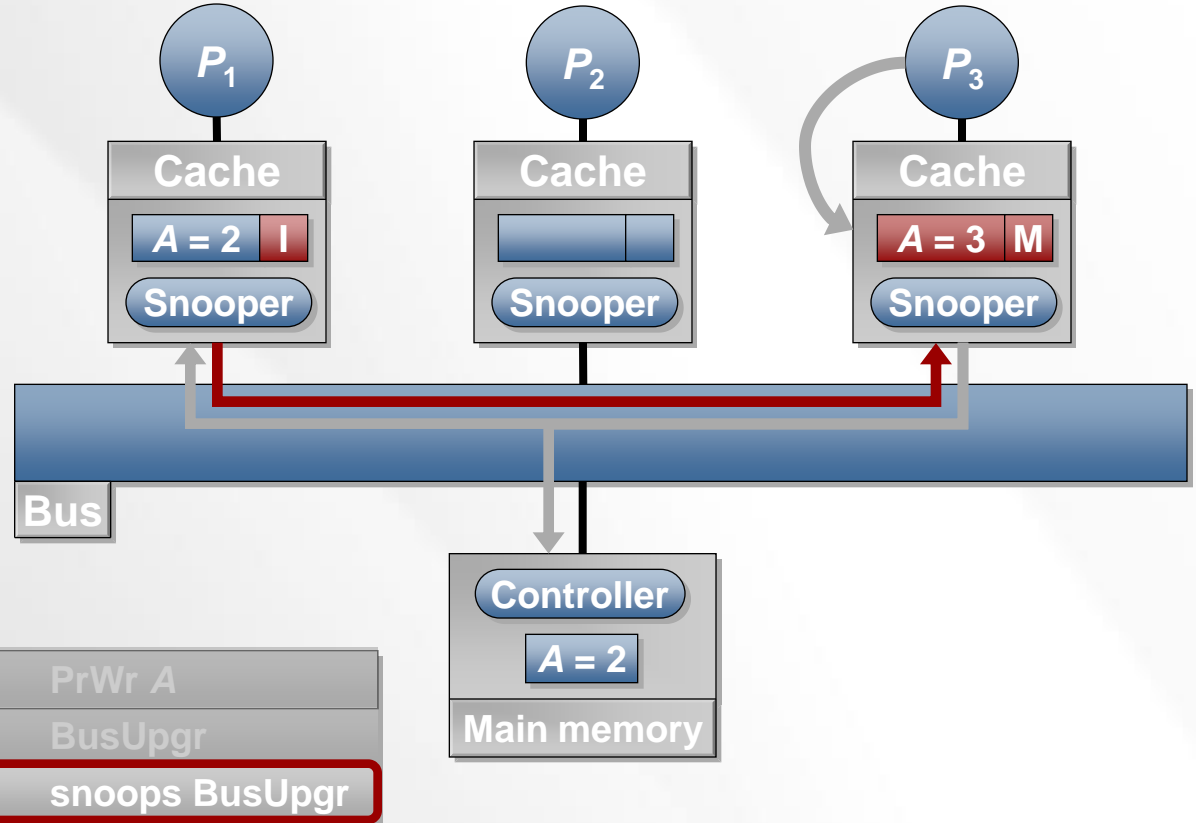 P1
P2
P3
Cache
Cache
Cache
A = 2 I
A = 3 M
Snooper
Snooper
Snooper
Bus
Controller
A = 2
Main memory
PrWr A
BusUpgr
snoops BusUpgr